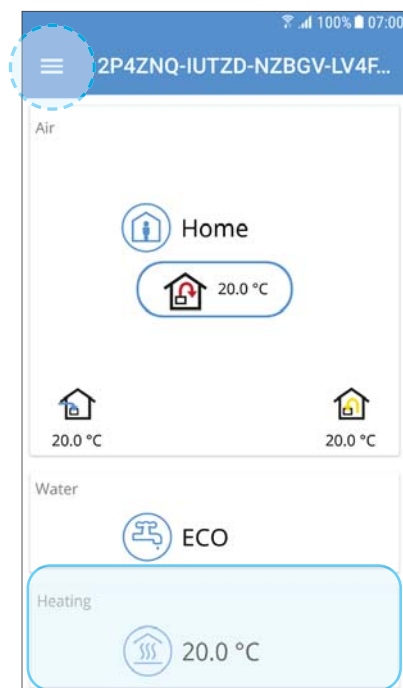 100% 07:00
2P4ZNQ-IUTZD-NZBGV-LV4F...
Air
Home
20.0 °C
20.0 °C
20.0 °C
Water
ECO
Heating
20.0 °C